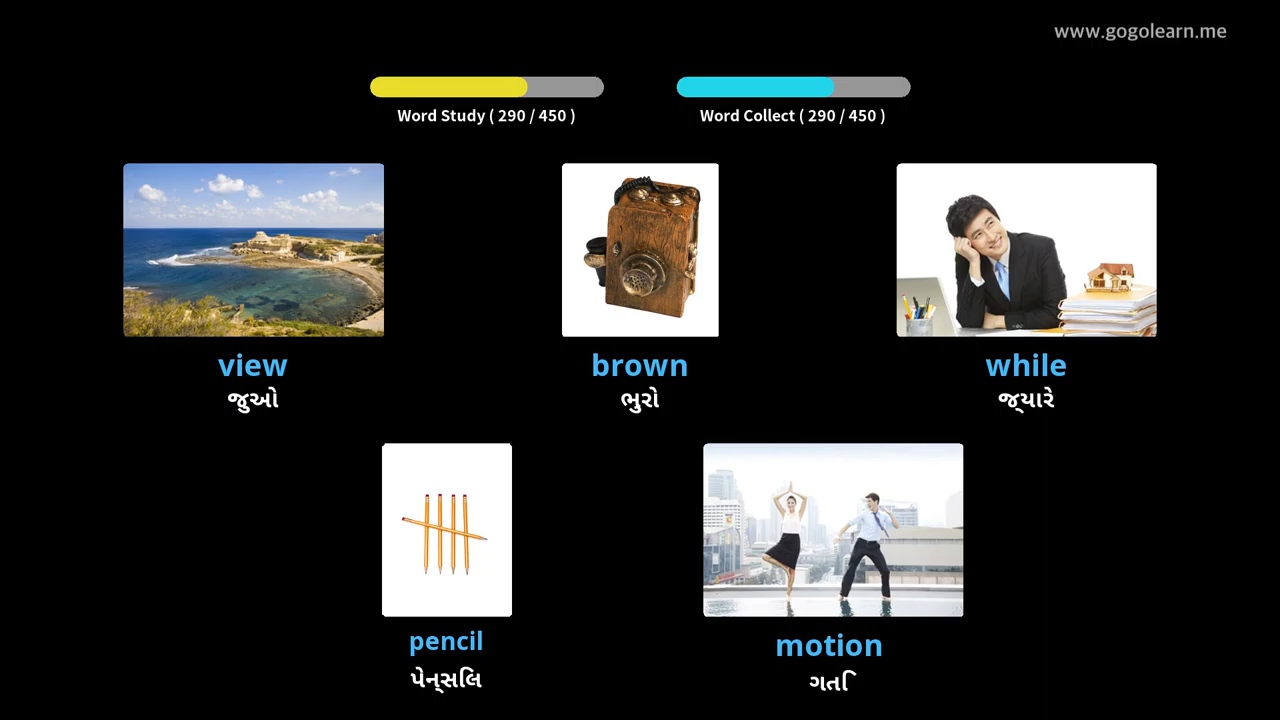 www.gogolearn.me
Word Study ( 290 / 450 )
Word Collect ( 290 / 450 )
view
જુઓ
brown
ભુરો
while
જ્યારે
pencil
પેન્સલિ
motion
ગતિ